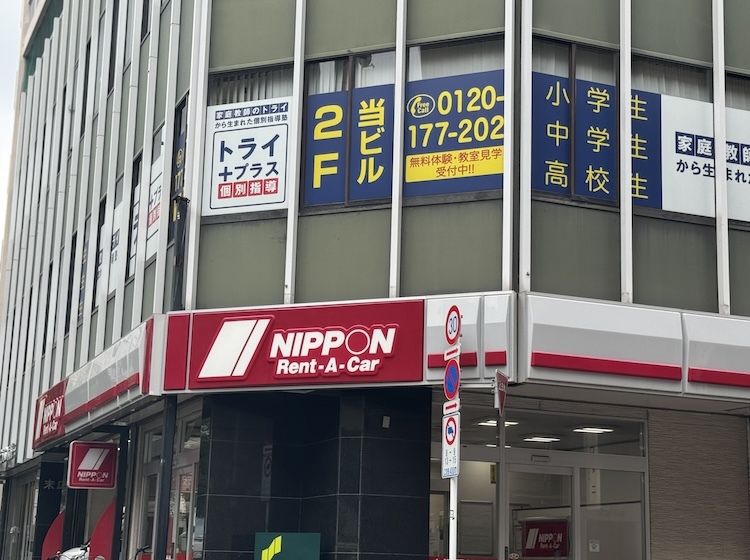 家庭教師のトライ
から生まれた個別指導塾
トライ
+プラス
個別指導
2F
当ビル
Free Call
0120-
177-202
無料体験・教室見学
受付中!!
小学生
中学生
高校生
家庭教師
から生まれた
NIPPON
Rent-A-Car
30
NIPPON
NIPPON
Rent-A-Car
NIPPON